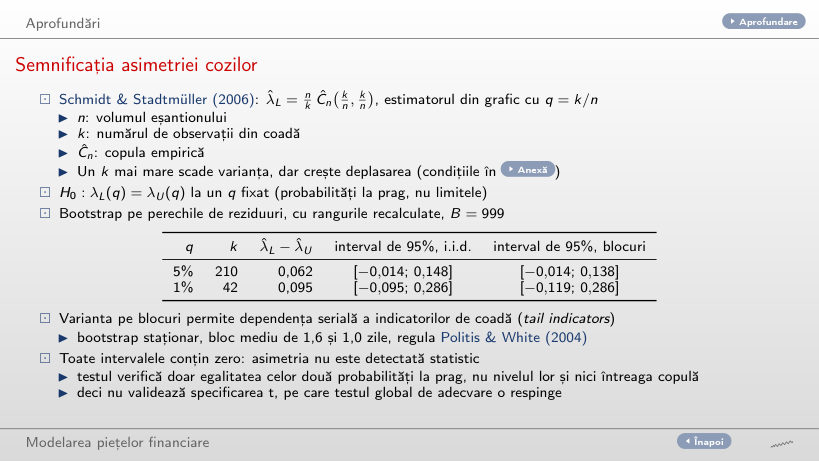 Aprofundări
Aprofundare
Semnificația asimetriei cozilor
Schmidt & Stadtmüller (2006): λ̂_L = n/k Ĉ_n(k/n, k/n), estimatorul din grafic cu q = k/n
n: volumul eșantionului
k: numărul de observații din coadă
Ĉ_n: copula empirică
Un k mai mare scade varianța, dar crește deplasarea (condițiile în Anexă)
H_0 : λ_L(q) = λ_U(q) la un q fixat (probabilități la prag, nu limitele)
Bootstrap pe perechile de reziduuri, cu rangurile recalculate, B = 999
q k λ̂_L − λ̂_U interval de 95%, i.i.d. interval de 95%, blocuri
5% 210 0,062 [−0,014; 0,148] [−0,014; 0,138]
1% 42 0,095 [−0,095; 0,286] [−0,119; 0,286]
Varianta pe blocuri permite dependența serială a indicatorilor de coadă (tail indicators)
bootstrap staționar, bloc mediu de 1,6 și 1,0 zile, regula Politis & White (2004)
Toate intervalele conțin zero: asimetria nu este detectată statistic
testul verifică doar egalitatea celor două probabilități la prag, nu nivelul lor și nici întreaga copulă
deci nu validează specificarea t, pe care testul global de adecvare o respinge
Modelarea piețelor financiare
Înapoi